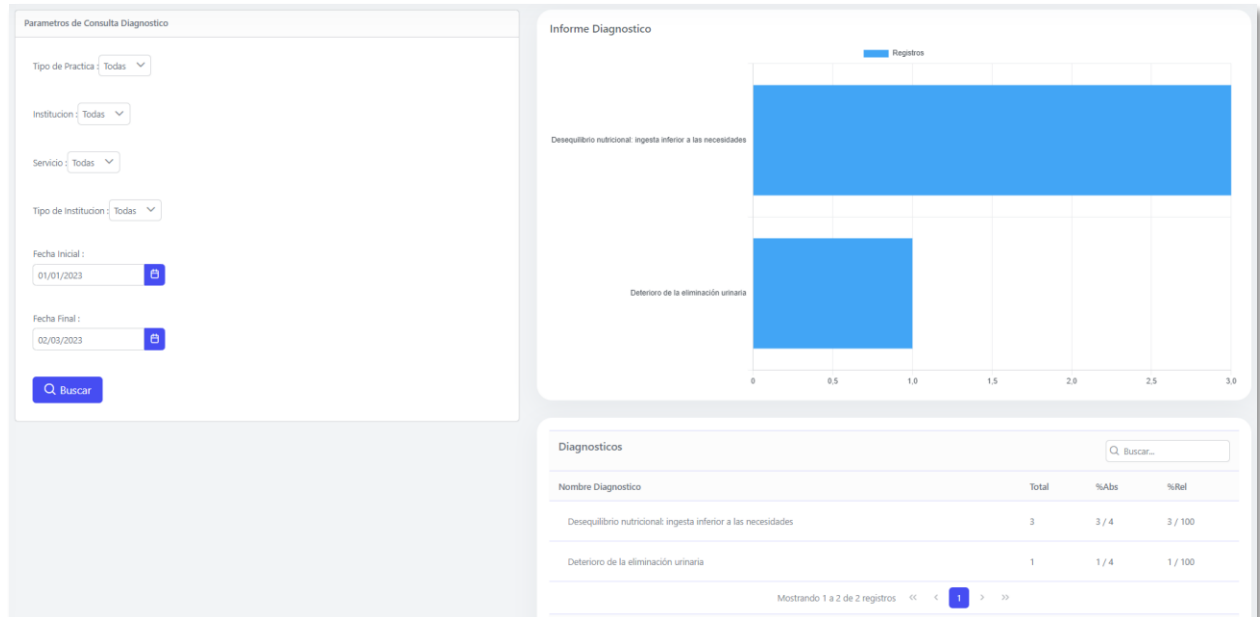 Parametros de Consulta Diagnostico
Tipo de Practica : Todas
Institucion : Todas
Servicio : Todas
Tipo de Institucion : Todas
Fecha Inicial :
01/01/2023
Fecha Final :
02/03/2023
Buscar
Informe Diagnostico
Registros
Desequilibrio nutricional: ingesta inferior a las necesidades
Deterioro de la eliminación urinaria
0 0,5 1,0 1,5 2,0 2,5 3,0
Diagnosticos Buscar...
Nombre Diagnostico Total %Abs %Rel
Desequilibrio nutricional: ingesta inferior a las necesidades 3 3 / 4 3 / 100
Deterioro de la eliminación urinaria 1 1 / 4 1 / 100
Mostrando 1 a 2 de 2 registros << < 1 > >>